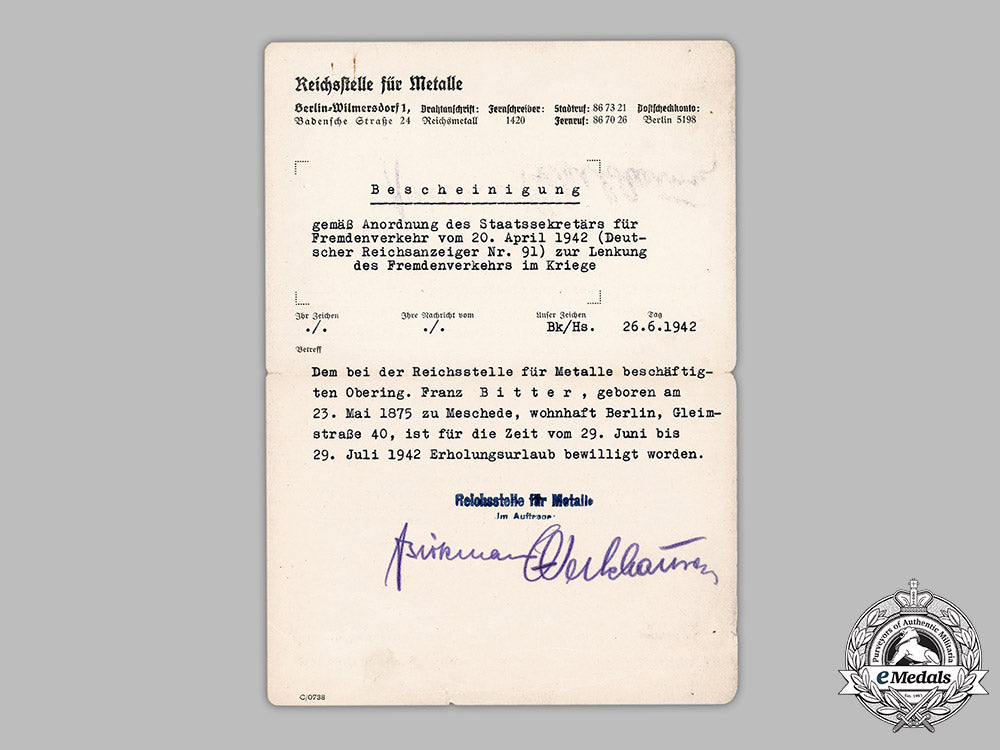 Reichsstelle für Metalle
Berlin-Wilmersdorf 1, Drahtanschrift: Fernschreiber: Stadtruf: 86 73 21 Postscheckkonto:
Badensche Straße 24 Reichsmetall 1420 Fernruf: 86 70 26 Berlin 5198
Bescheinigung
gemäß Anordnung des Staatssekretärs für
Fremdenverkehr vom 20. April 1942 (Deut-
scher Reichsanzeiger Nr. 91) zur Lenkung
des Fremdenverkehrs im Kriege
Ihr Zeichen Ihre Nachricht vom Unser Zeichen Tag
./. ./. Bk/Hs. 26.6.1942
Betreff
Dem bei der Reichsstelle für Metalle beschäftig-
ten Obering. Franz Bitter, geboren am
23. Mai 1875 zu Meschede, wohnhaft Berlin, Gleim-
straße 40, ist für die Zeit vom 29. Juni bis
29. Juli 1942 Erholungsurlaub bewilligt worden.
Reichsstelle für Metalle
Im Auftrage:
C/0738
Purveyors of Authentic Militaria
eMedals